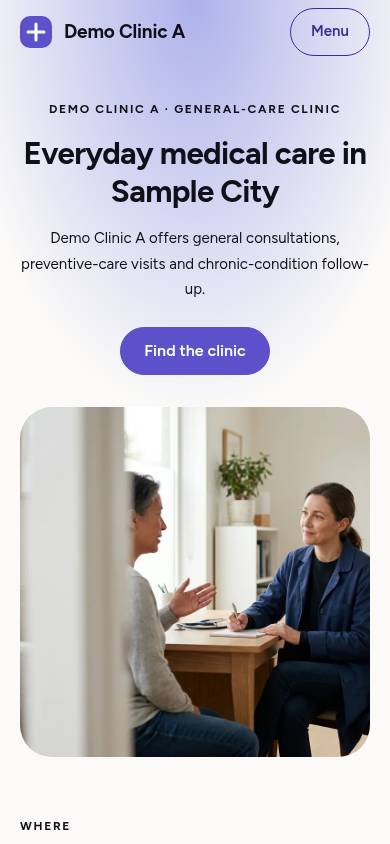 Demo Clinic A
Menu
DEMO CLINIC A · GENERAL-CARE CLINIC
Everyday medical care in
Sample City
Demo Clinic A offers general consultations,
preventive-care visits and chronic-condition follow-
up.
Find the clinic
WHERE